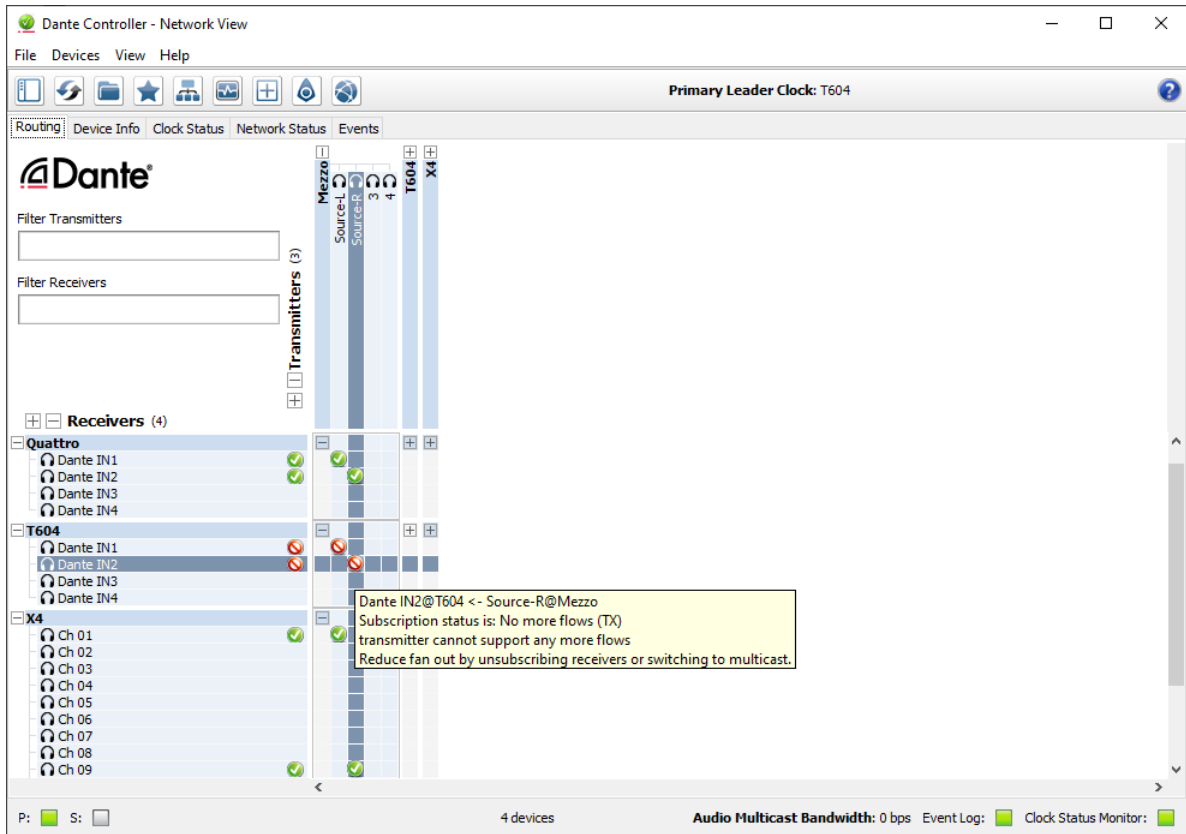 Dante Controller - Network View
File Devices View Help
Primary Leader Clock: T604
Routing Device Info Clock Status Network Status Events
Dante®
Filter Transmitters
Filter Receivers
Transmitters (3)
Mezzo
Source-L
Source-R
3
4
T604
X4
Receivers (4)
Quattro
Dante IN1
Dante IN2
Dante IN3
Dante IN4
T604
Dante IN1
Dante IN2
Dante IN3
Dante IN4
Dante IN2@T604 <- Source-R@Mezzo
Subscription status is: No more flows (TX)
transmitter cannot support any more flows
Reduce fan out by unsubscribing receivers or switching to multicast.
X4
Ch 01
Ch 02
Ch 03
Ch 04
Ch 05
Ch 06
Ch 07
Ch 08
Ch 09
P: S: 4 devices Audio Multicast Bandwidth: 0 bps Event Log: Clock Status Monitor: